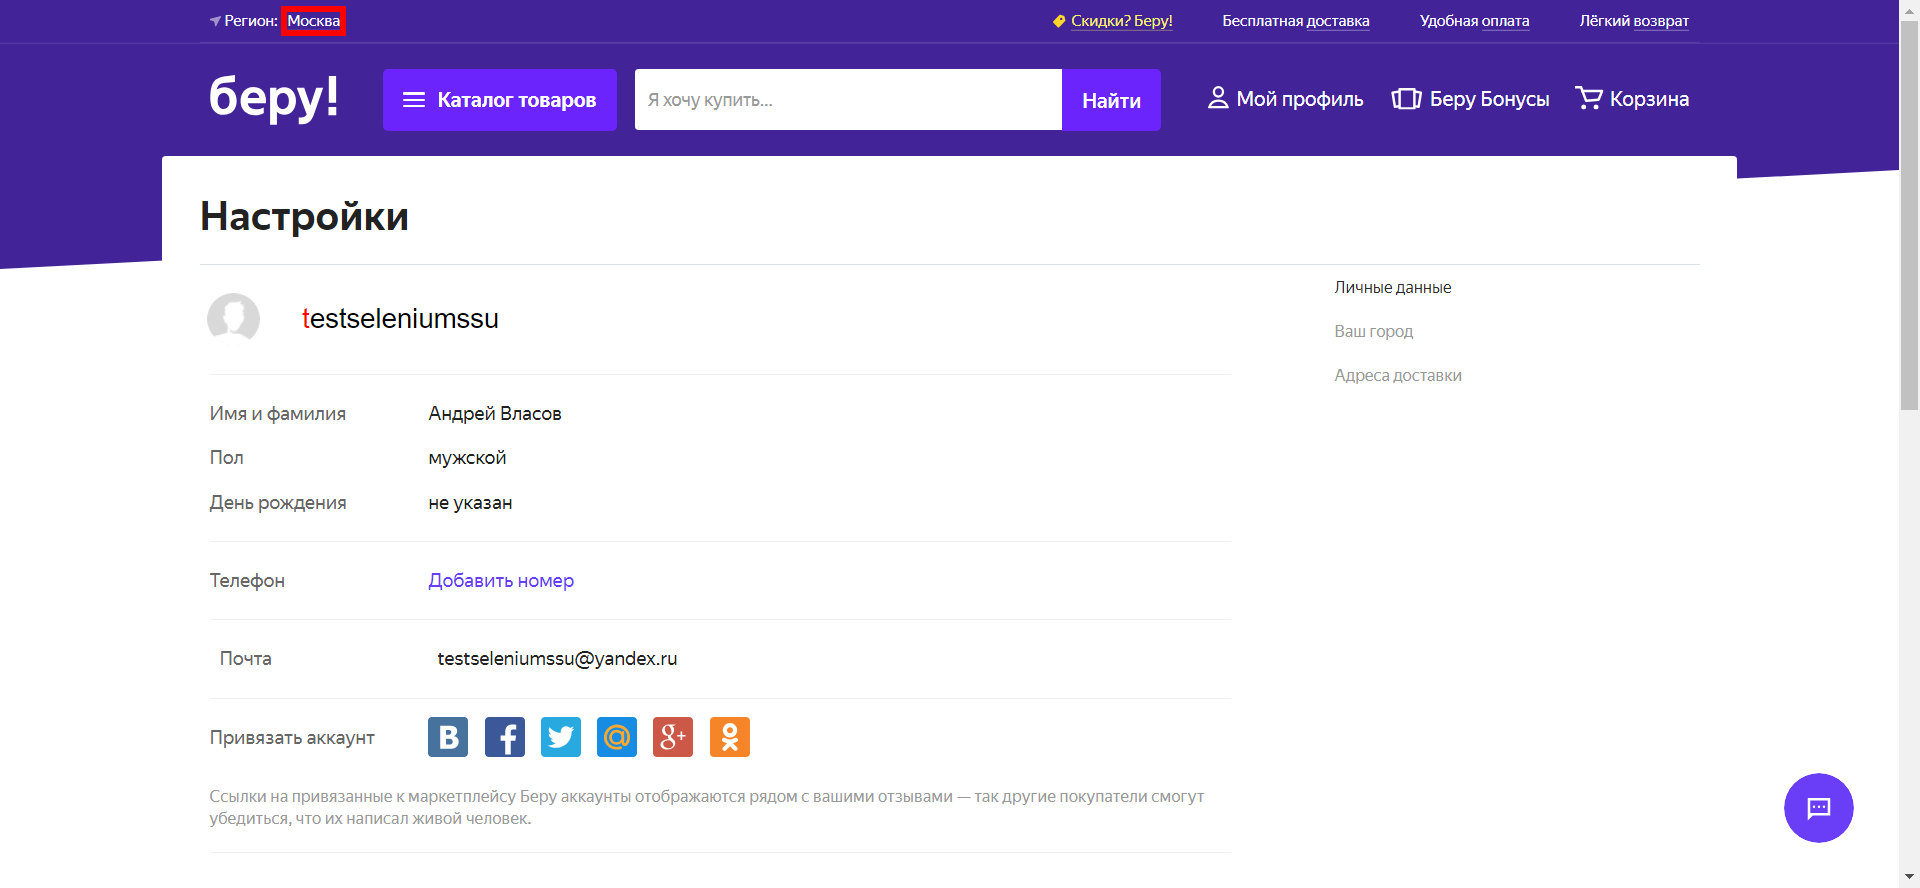 Регион: Москва
Скидки? Беру!
Бесплатная доставка
Удобная оплата
Лёгкий возврат
беру!
Каталог товаров
Я хочу купить...
Найти
Мой профиль
Беру Бонусы
Корзина
Настройки
testseleniumssu
Личные данные
Ваш город
Адреса доставки
Имя и фамилия Андрей Власов
Пол мужской
День рождения не указан
Телефон Добавить номер
Почта testseleniumssu@yandex.ru
Привязать аккаунт
Ссылки на привязанные к маркетплейсу Беру аккаунты отображаются рядом с вашими отзывами — так другие покупатели смогут
убедиться, что их написал живой человек.